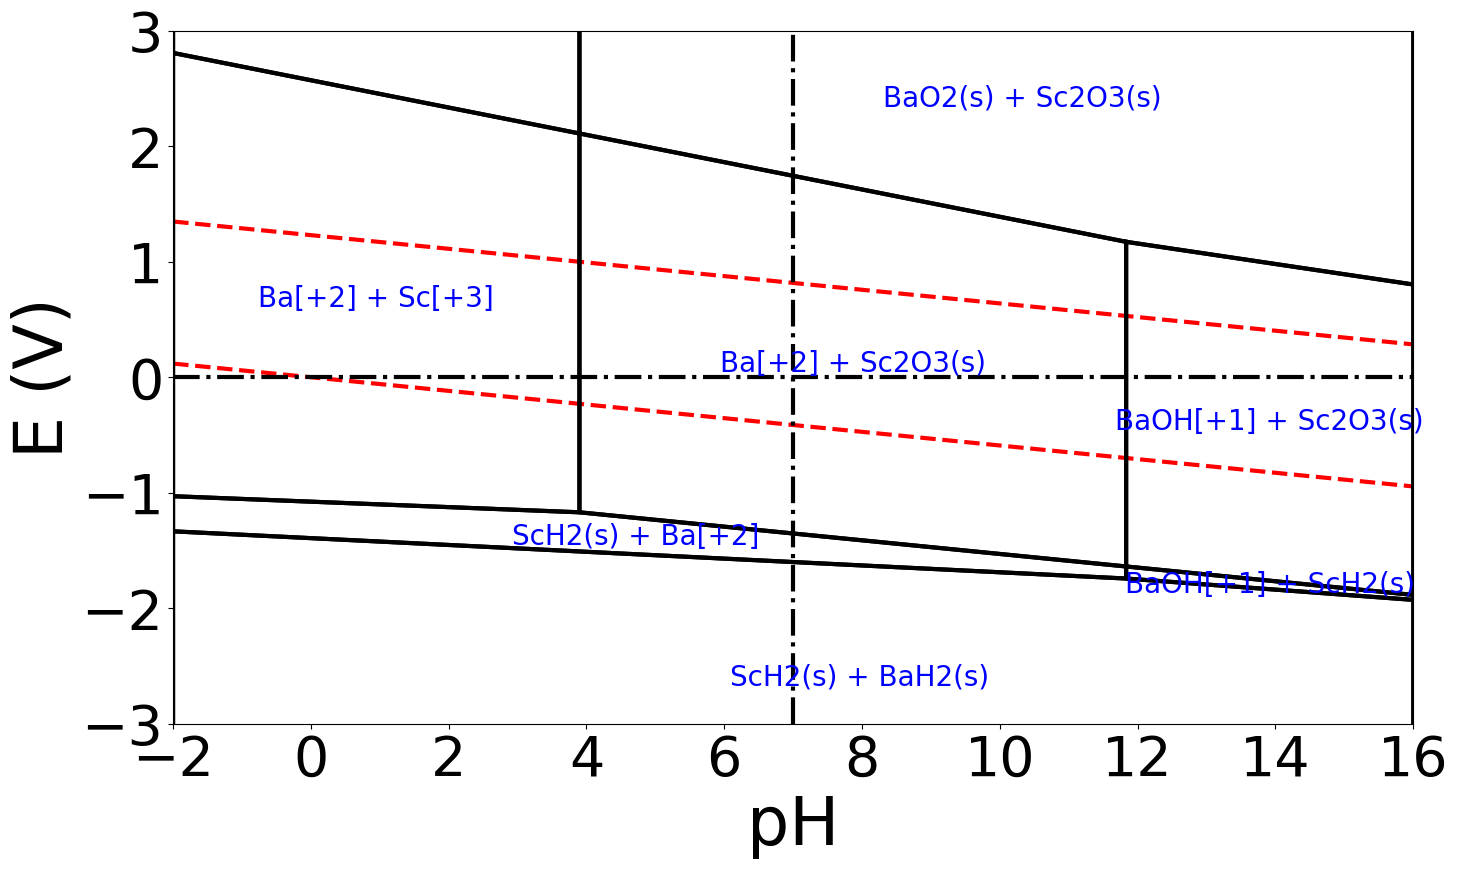 3
2
1
0
−1
−2
−3
E (V)
BaO2(s) + Sc2O3(s)
Ba[+2] + Sc[+3]
Ba[+2] + Sc2O3(s)
BaOH[+1] + Sc2O3(s)
ScH2(s) + Ba[+2]
BaOH[+1] + ScH2(s)
ScH2(s) + BaH2(s)
−2 0 2 4 6 8 10 12 14 16
pH